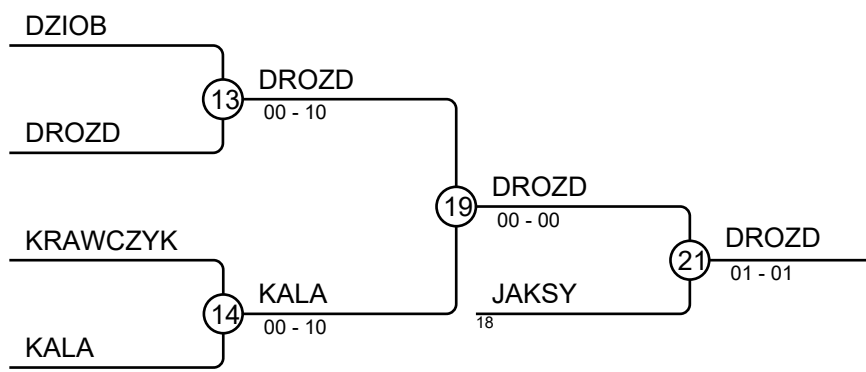 DZIOB
13
DROZD
00 - 10
DROZD
19
DROZD
00 - 00
KRAWCZYK
21
DROZD
01 - 01
14
KALA
00 - 10
JAKSY
18
KALA